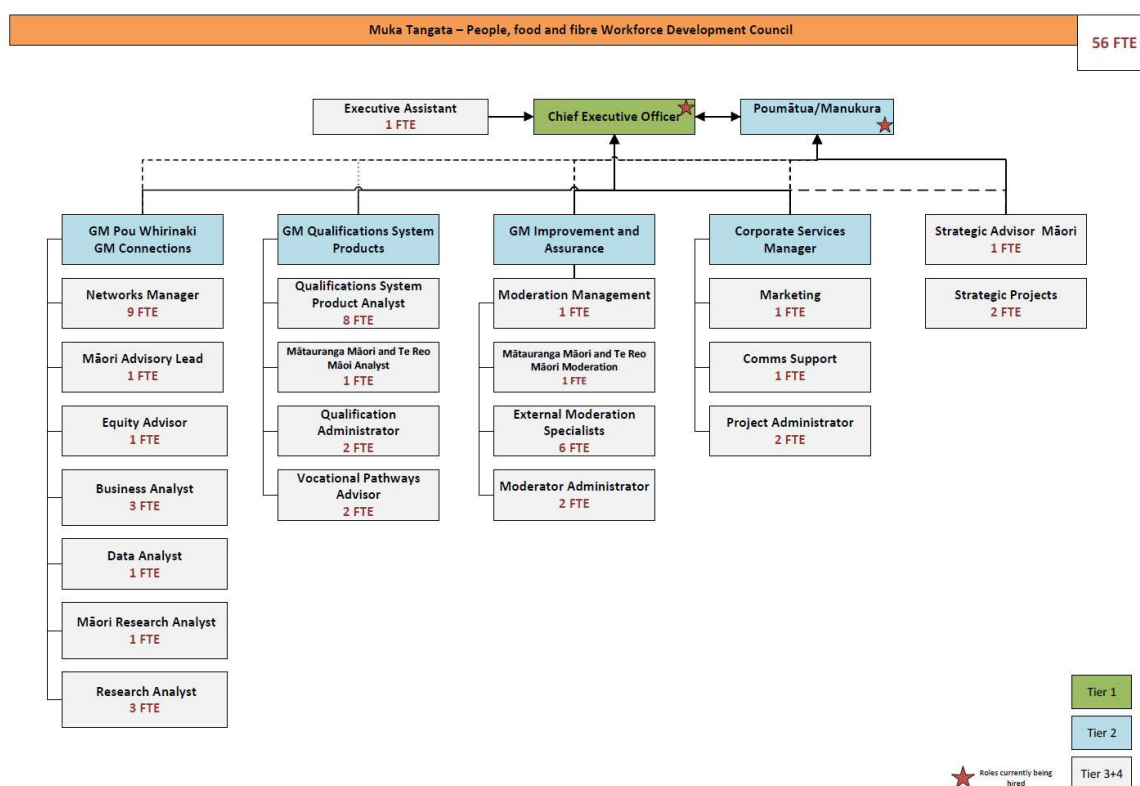 Muka Tangata – People, food and fibre Workforce Development Council
56 FTE
Executive Assistant
1 FTE
Chief Executive Officer
Poumātua/Manukura
GM Pou Whirinaki
GM Connections
Networks Manager
9 FTE
Māori Advisory Lead
1 FTE
Equity Advisor
1 FTE
Business Analyst
3 FTE
Data Analyst
1 FTE
Māori Research Analyst
1 FTE
Research Analyst
3 FTE
GM Qualifications System
Products
Qualifications System
Product Analyst
8 FTE
Mātauranga Māori and Te Reo
Māoi Analyst
1 FTE
Qualification
Administrator
2 FTE
Vocational Pathways
Advisor
2 FTE
GM Improvement and
Assurance
Moderation Management
1 FTE
Mātauranga Māori and Te Reo
Māori Moderation
1 FTE
External Moderation
Specialists
6 FTE
Moderator Administrator
2 FTE
Corporate Services
Manager
Marketing
1 FTE
Comms Support
1 FTE
Project Administrator
2 FTE
Strategic Advisor Māori
1 FTE
Strategic Projects
2 FTE
Tier 1
Tier 2
Tier 3+4
Roles currently being
hired